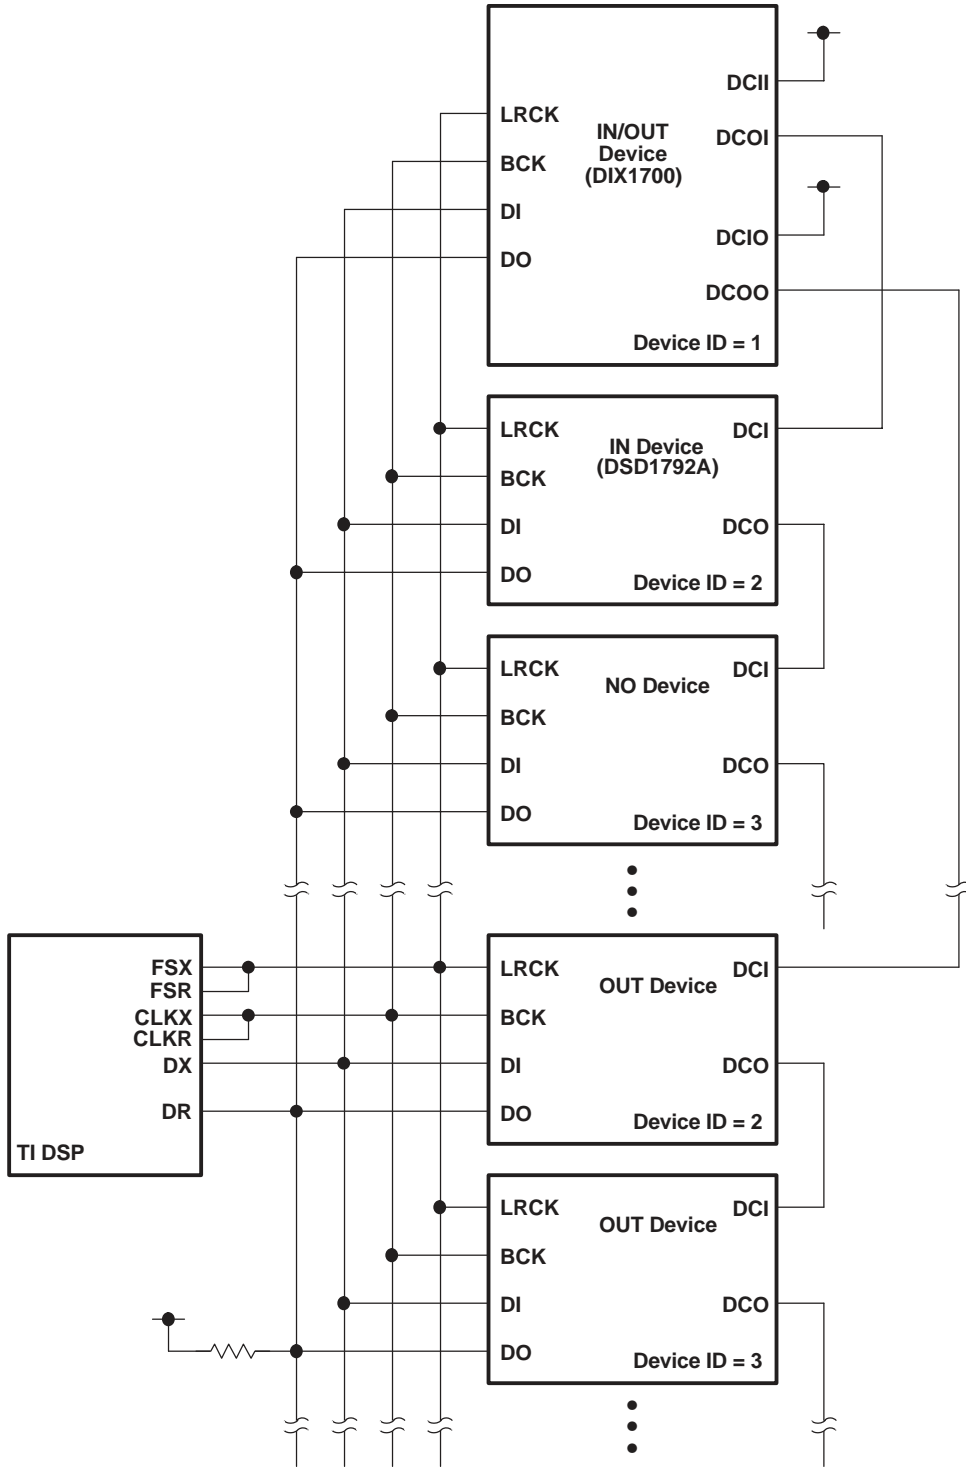 DCII
LRCK
IN/OUT
Device
(DIX1700)
DCOI
BCK
DI
DCIO
DO
DCOO
Device ID = 1
LRCK
IN Device
(DSD1792A)
DCI
BCK
DI
DCO
DO
Device ID = 2
LRCK
NO Device
DCI
BCK
DI
DCO
DO
Device ID = 3
FSX
FSR
CLKX
CLKR
DX
DR
TI DSP
LRCK
OUT Device
DCI
BCK
DI
DCO
DO
Device ID = 2
LRCK
OUT Device
DCI
BCK
DI
DCO
DO
Device ID = 3